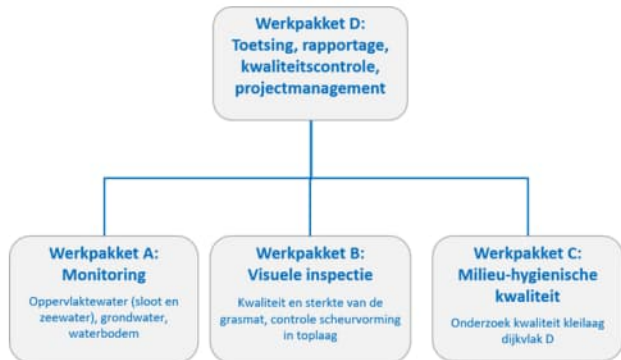 Werkpakket D:
Toetsing, rapportage,
kwaliteitscontrole,
projectmanagement
Werkpakket A:
Monitoring
Oppervlaktewater (sloot en
zeewater), grondwater,
waterbodem
Werkpakket B:
Visuele inspectie
Kwaliteit en sterkte van de
grasmat, controle scheurvorming
in toplaag
Werkpakket C:
Milieu-hygienische
kwaliteit
Onderzoek kwaliteit kleilaag
dijkvlak D